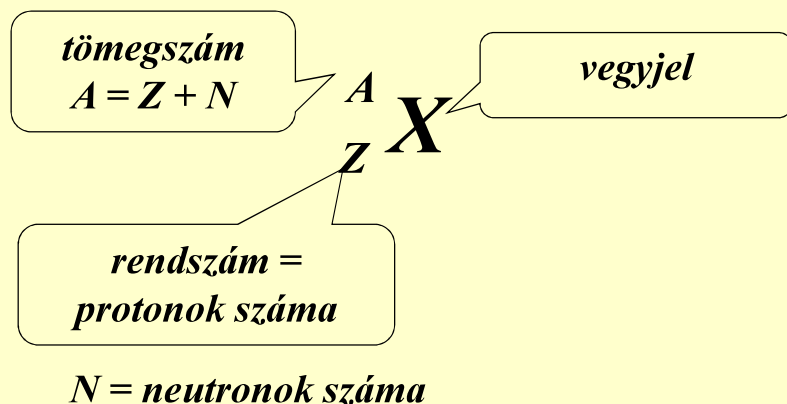 tömegszám
A = Z + N
A
X
Z
vegyjel
rendszám =
protonok száma
N = neutronok száma